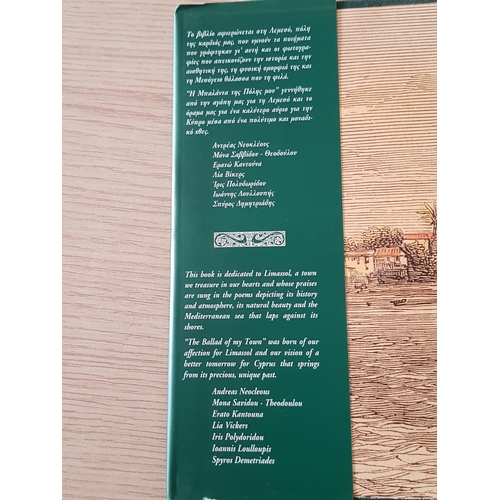 Το βιβλίο αφιερώνεται στη Λεμεσό, πόλη
της καρδιάς μας, που υμνούν τα ποιήματα
που γράφτηκαν γι' αυτή και οι φωτογρα-
φίες που απεικονίζουν την ιστορία και την
αισθητική της, τη φυσική ομορφιά της και
τη Μεσόγειο θάλασσα που τη φιλά.
"Η Μπαλάντα της Πόλης μου" γεννήθηκε
από την αγάπη μας για τη Λεμεσό και το
όραμα μας για ένα καλύτερο αύριο για την
Κύπρο μέσα από ένα πολύτιμο και μοναδι-
κό χθες.
Αντρέας Νεοκλέους
Μόνα Σαββίδου - Θεοδούλου
Ερατώ Καντούνα
Λία Βίκερς
Ίρις Πολυδωρίδου
Ιωάννης Λουλλουπής
Σπύρος Δημητριάδης
This book is dedicated to Limassol, a town
we treasure in our hearts and whose praises
are sung in the poems depicting its history
and atmosphere, its natural beauty and the
Mediterranean sea that laps against its
shores.
"The Ballad of my Town" was born of our
affection for Limassol and our vision of a
better tomorrow for Cyprus that springs
from its precious, unique past.
Andreas Neocleous
Mona Savidou - Theodoulou
Erato Kantouna
Lia Vickers
Iris Polydoridou
Ioannis Loulloupis
Spyros Demetriades